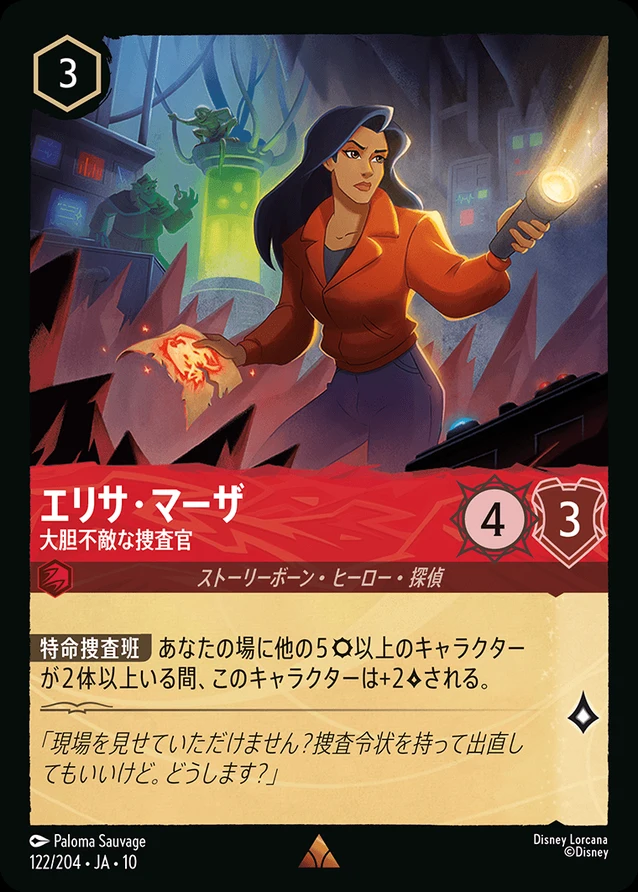 3
エリサ・マーザ
大胆不敵な捜査官
4
3
ストーリーボーン・ヒーロー・探偵
特命捜査班 あなたの場に他の5以上のキャラクター
が2体以上いる間、このキャラクターは+2される。
「現場を見せていただけません?捜査令状を持って出直し
てもいいけど。どうします?」
Paloma Sauvage
Disney Lorcana
122/204・JA・10
©Disney